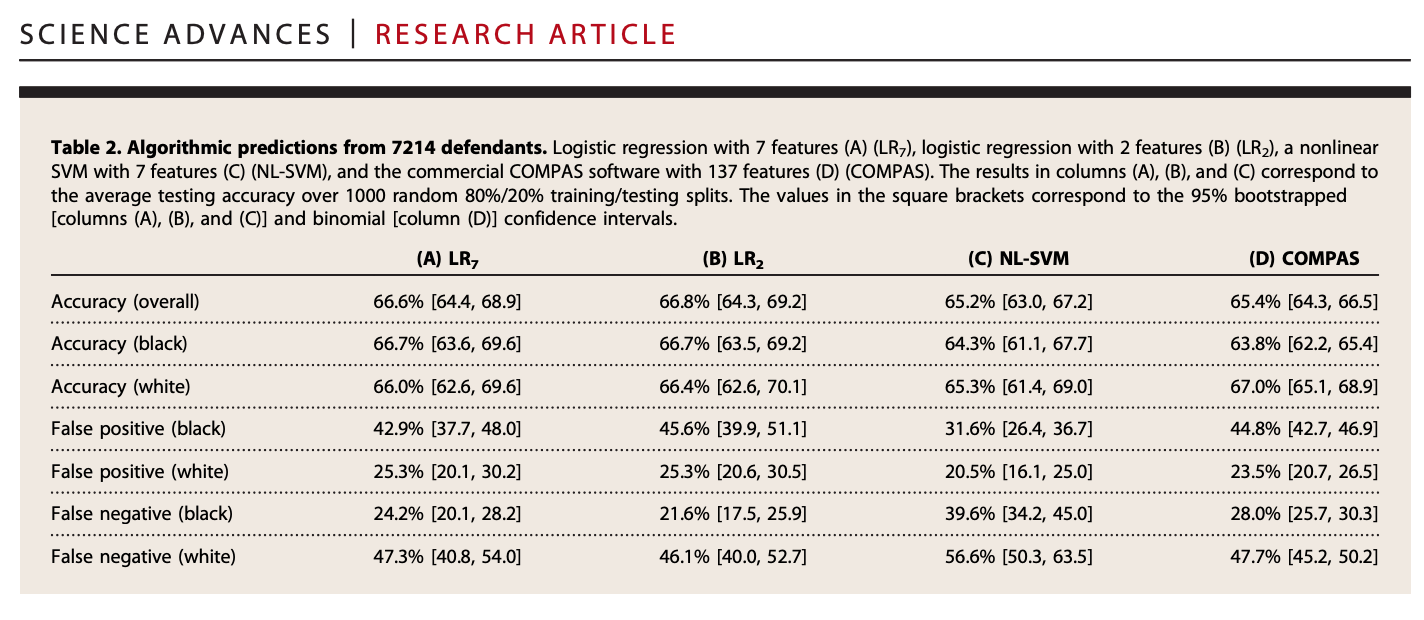 SCIENCE ADVANCES | RESEARCH ARTICLE
Table 2. Algorithmic predictions from 7214 defendants. Logistic regression with 7 features (A) (LR7), logistic regression with 2 features (B) (LR2), a nonlinear
SVM with 7 features (C) (NL-SVM), and the commercial COMPAS software with 137 features (D) (COMPAS). The results in columns (A), (B), and (C) correspond to
the average testing accuracy over 1000 random 80%/20% training/testing splits. The values in the square brackets correspond to the 95% bootstrapped
[columns (A), (B), and (C)] and binomial [column (D)] confidence intervals.
(A) LR7 (B) LR2 (C) NL-SVM (D) COMPAS
Accuracy (overall) 66.6% [64.4, 68.9] 66.8% [64.3, 69.2] 65.2% [63.0, 67.2] 65.4% [64.3, 66.5]
Accuracy (black) 66.7% [63.6, 69.6] 66.7% [63.5, 69.2] 64.3% [61.1, 67.7] 63.8% [62.2, 65.4]
Accuracy (white) 66.0% [62.6, 69.6] 66.4% [62.6, 70.1] 65.3% [61.4, 69.0] 67.0% [65.1, 68.9]
False positive (black) 42.9% [37.7, 48.0] 45.6% [39.9, 51.1] 31.6% [26.4, 36.7] 44.8% [42.7, 46.9]
False positive (white) 25.3% [20.1, 30.2] 25.3% [20.6, 30.5] 20.5% [16.1, 25.0] 23.5% [20.7, 26.5]
False negative (black) 24.2% [20.1, 28.2] 21.6% [17.5, 25.9] 39.6% [34.2, 45.0] 28.0% [25.7, 30.3]
False negative (white) 47.3% [40.8, 54.0] 46.1% [40.0, 52.7] 56.6% [50.3, 63.5] 47.7% [45.2, 50.2]